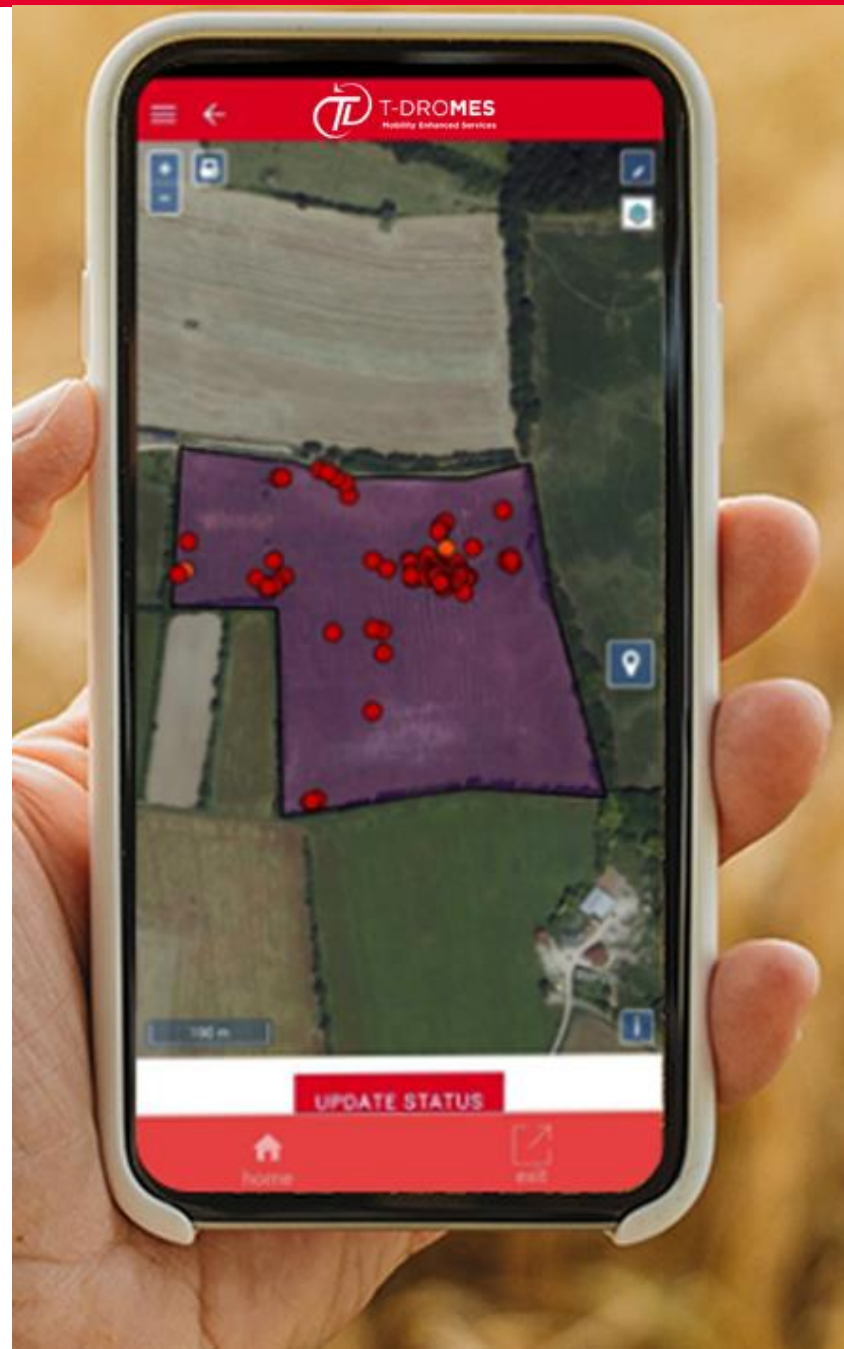 T-DROMES
Mobility Enhanced Services
+
-
100 m
i
UPDATE STATUS
home
exit